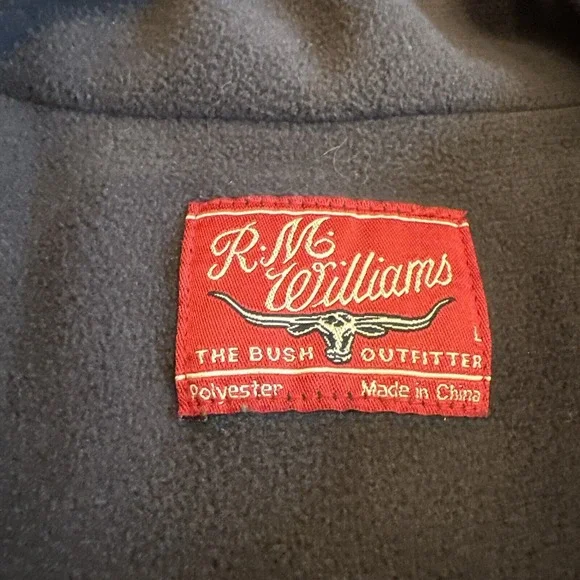 R.M.
Williams
L
THE BUSH OUTFITTER
Polyester Made in China